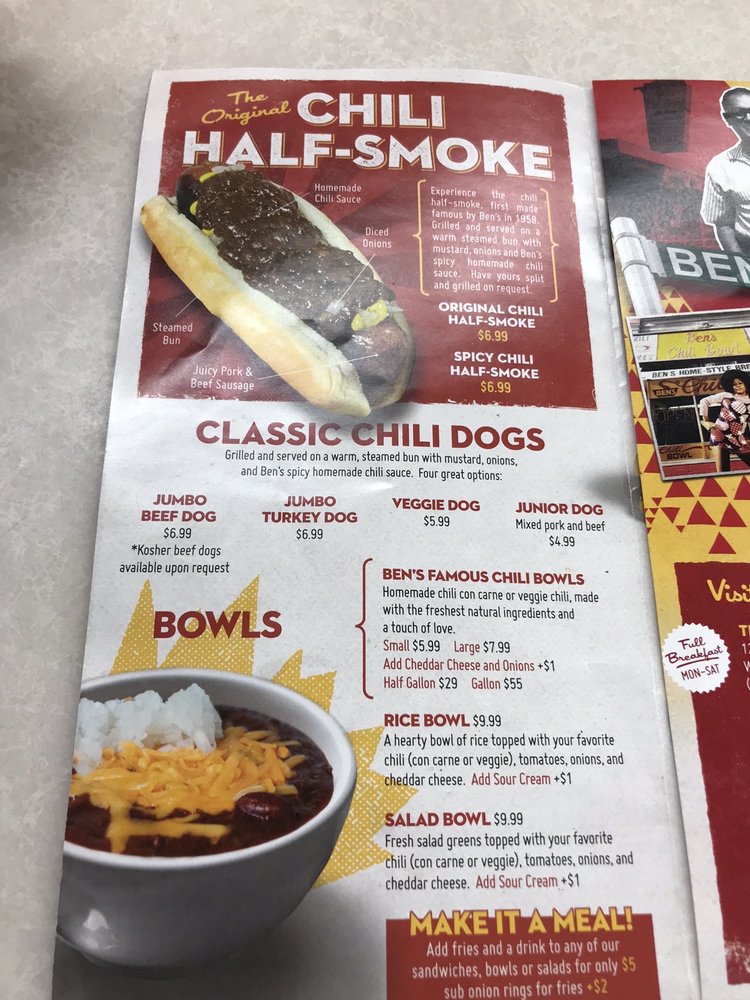 The Original CHILI
HALF-SMOKE
Homemade
Chili Sauce
Diced
Onions
Steamed
Bun
Juicy Pork &
Beef Sausage
Experience the chili
half-smoke, first made
famous by Ben's in 1958.
Grilled and served on a
warm steamed bun with
mustard, onions and Ben's
spicy homemade chili
sauce. Have yours split
and grilled on request.
ORIGINAL CHILI
HALF-SMOKE
$6.99
SPICY CHILI
HALF-SMOKE
$6.99
CLASSIC CHILI DOGS
Grilled and served on a warm, steamed bun with mustard, onions,
and Ben's spicy homemade chili sauce. Four great options:
JUMBO
BEEF DOG
$6.99
*Kosher beef dogs
available upon request
JUMBO
TURKEY DOG
$6.99
VEGGIE DOG
$5.99
JUNIOR DOG
Mixed pork and beef
$4.99
BOWLS
BEN'S FAMOUS CHILI BOWLS
Homemade chili con carne or veggie chili, made
with the freshest natural ingredients and
a touch of love.
Small $5.99 Large $7.99
Add Cheddar Cheese and Onions +$1
Half Gallon $29 Gallon $55
RICE BOWL $9.99
A hearty bowl of rice topped with your favorite
chili (con carne or veggie), tomatoes, onions, and
cheddar cheese. Add Sour Cream +$1
SALAD BOWL $9.99
Fresh salad greens topped with your favorite
chili (con carne or veggie), tomatoes, onions, and
cheddar cheese. Add Sour Cream +$1
MAKE IT A MEAL!
Add fries and a drink to any of our
sandwiches, bowls or salads for only $5
sub onion rings for fries +$2
BEN
Ben's
Chili Bowl
BEN'S HOME-STYLE BRE
BEN'S Chi
BOWL
Visi
Full
Breakfast
MON-SAT